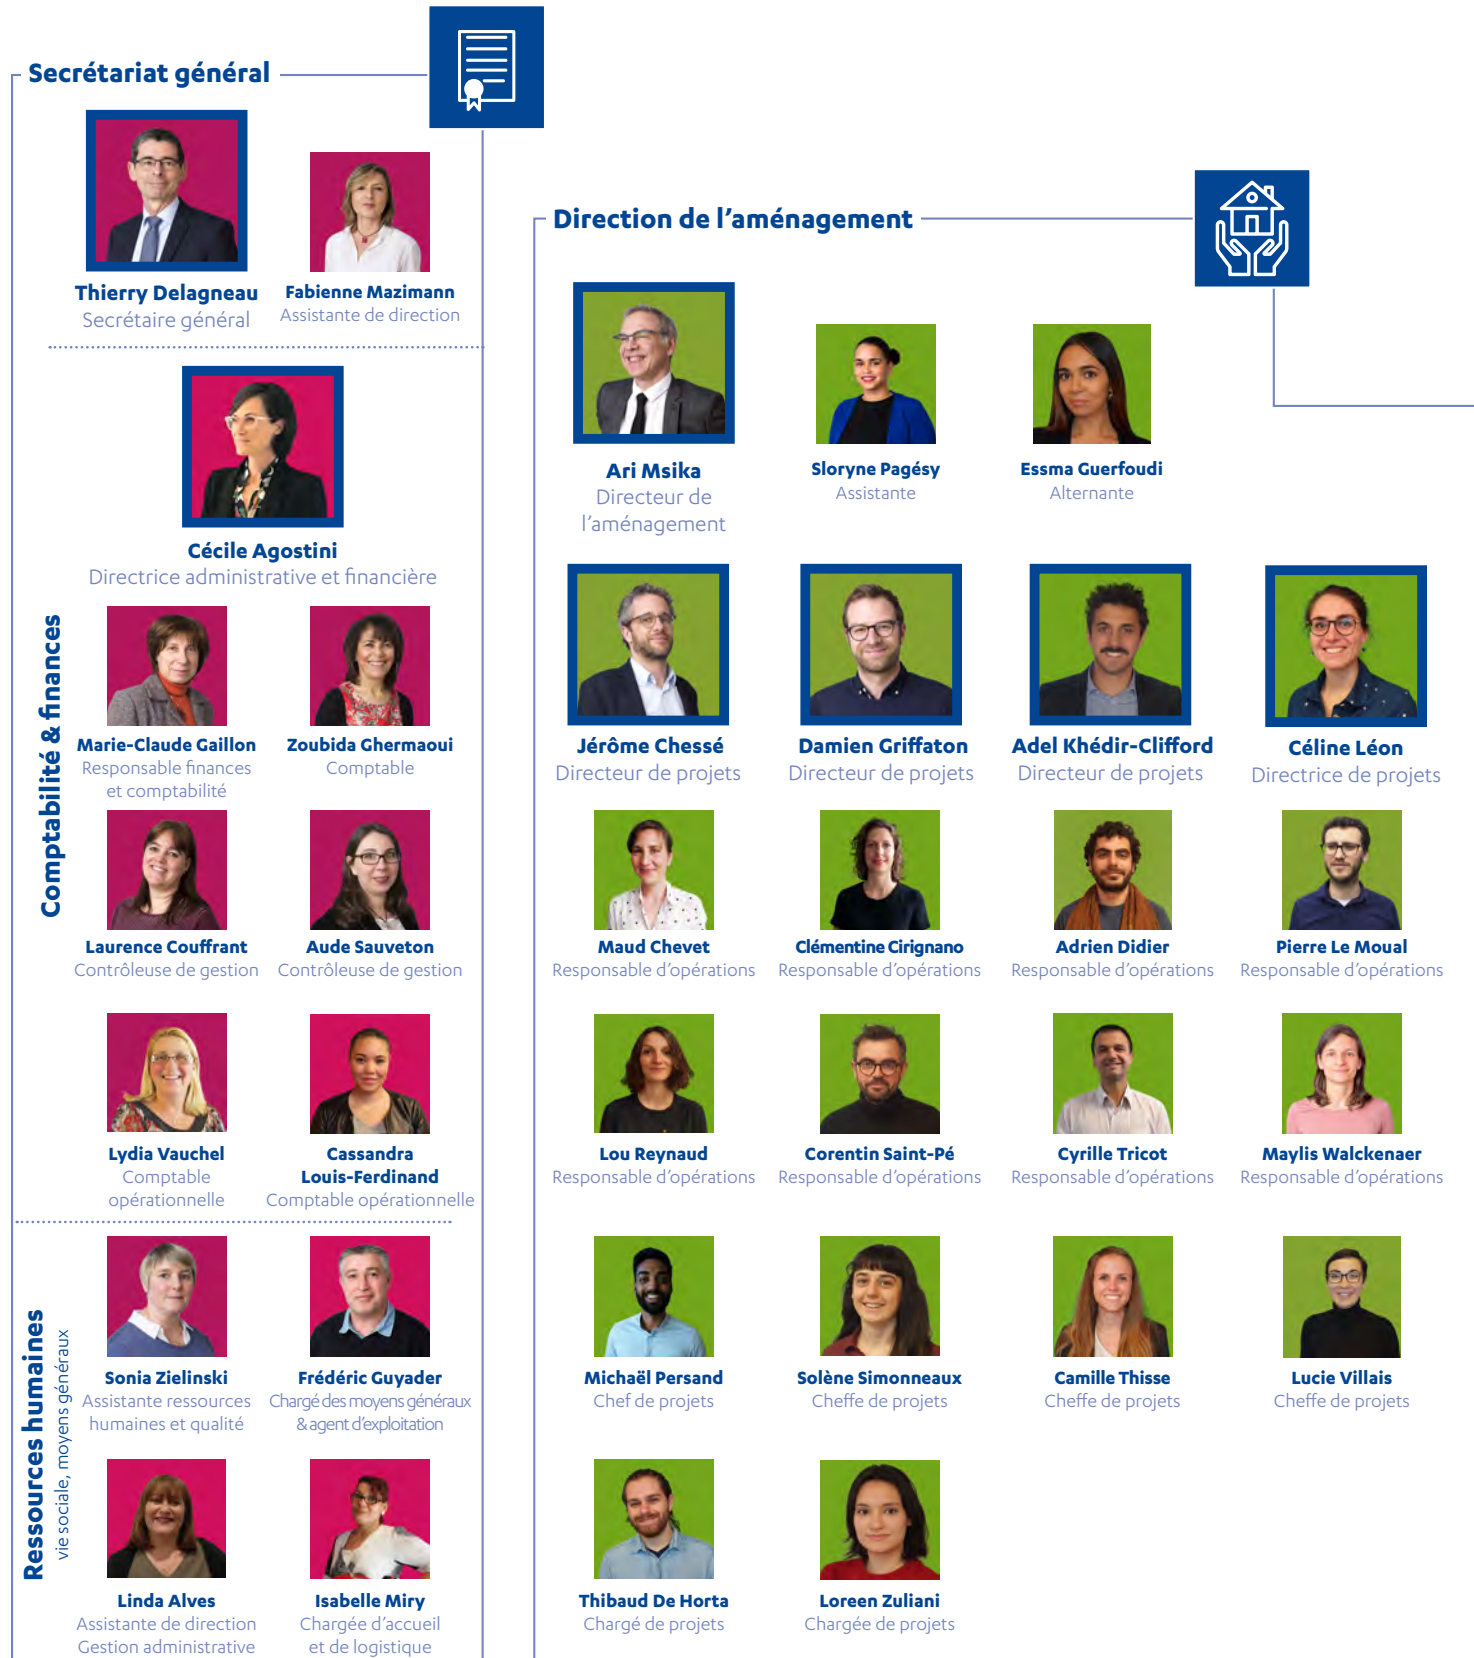 Secrétariat général
Thierry Delagneau
Secrétaire général
Fabienne Mazimann
Assistante de direction
Comptabilité & finances
Cécile Agostini
Directrice administrative et financière
Marie-Claude Gaillon
Responsable finances
et comptabilité
Zoubida Ghermaoui
Comptable
Laurence Couffrant
Contrôleuse de gestion
Aude Sauveton
Contrôleuse de gestion
Lydia Vauchel
Comptable
opérationnelle
Cassandra
Louis-Ferdinand
Comptable opérationnelle
Ressources humaines
vie sociale, moyens généraux
Sonia Zielinski
Assistante ressources
humaines et qualité
Frédéric Guyader
Chargé des moyens généraux
& agent d'exploitation
Linda Alves
Assistante de direction
Gestion administrative
Isabelle Miry
Chargée d'accueil
et de logistique
Direction de l'aménagement
Ari Msika
Directeur de
l'aménagement
Sloryne Pagésy
Assistante
Essma Guerfoudi
Alternante
Jérôme Chessé
Directeur de projets
Damien Griffaton
Directeur de projets
Adel Khédir-Clifford
Directeur de projets
Céline Léon
Directrice de projets
Maud Chevet
Responsable d'opérations
Clémentine Cirignano
Responsable d'opérations
Adrien Didier
Responsable d'opérations
Pierre Le Moual
Responsable d'opérations
Lou Reynaud
Responsable d'opérations
Corentin Saint-Pé
Responsable d'opérations
Cyrille Tricot
Responsable d'opérations
Maylis Walckenaer
Responsable d'opérations
Michaël Persand
Chef de projets
Solène Simonneaux
Cheffe de projets
Camille Thisse
Cheffe de projets
Lucie Villais
Cheffe de projets
Thibaud De Horta
Chargé de projets
Loreen Zuliani
Chargée de projets